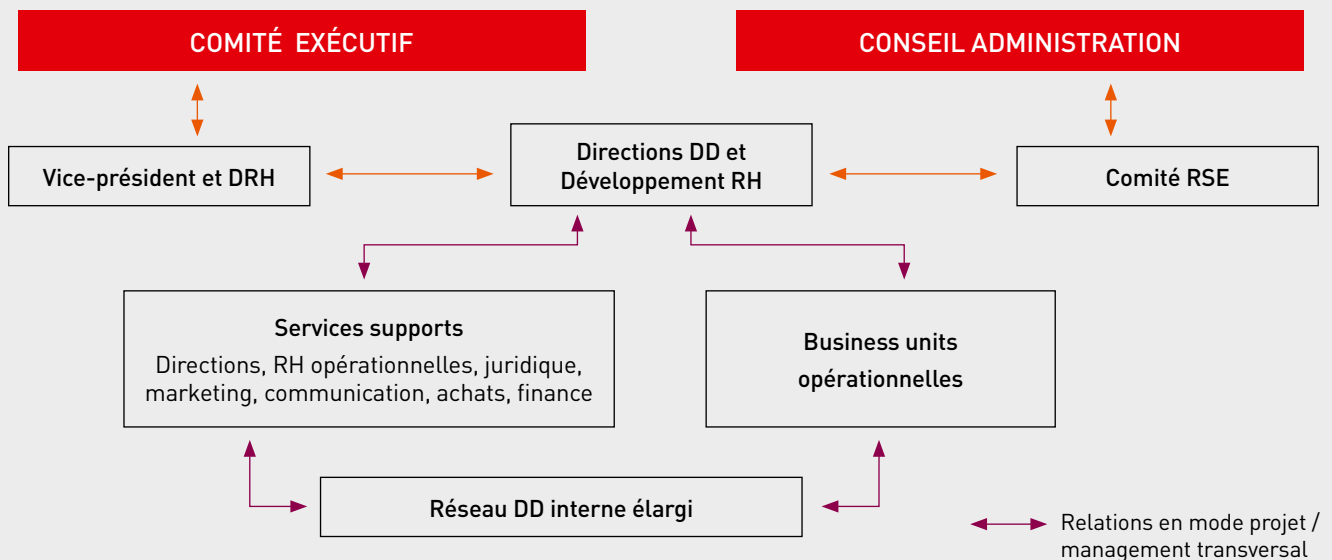 COMITÉ EXÉCUTIF
CONSEIL ADMINISTRATION
Vice-président et DRH
Directions DD et
Développement RH
Comité RSE
Services supports
Directions, RH opérationnelles, juridique,
marketing, communication, achats, finance
Business units
opérationnelles
Réseau DD interne élargi
Relations en mode projet /
management transversal